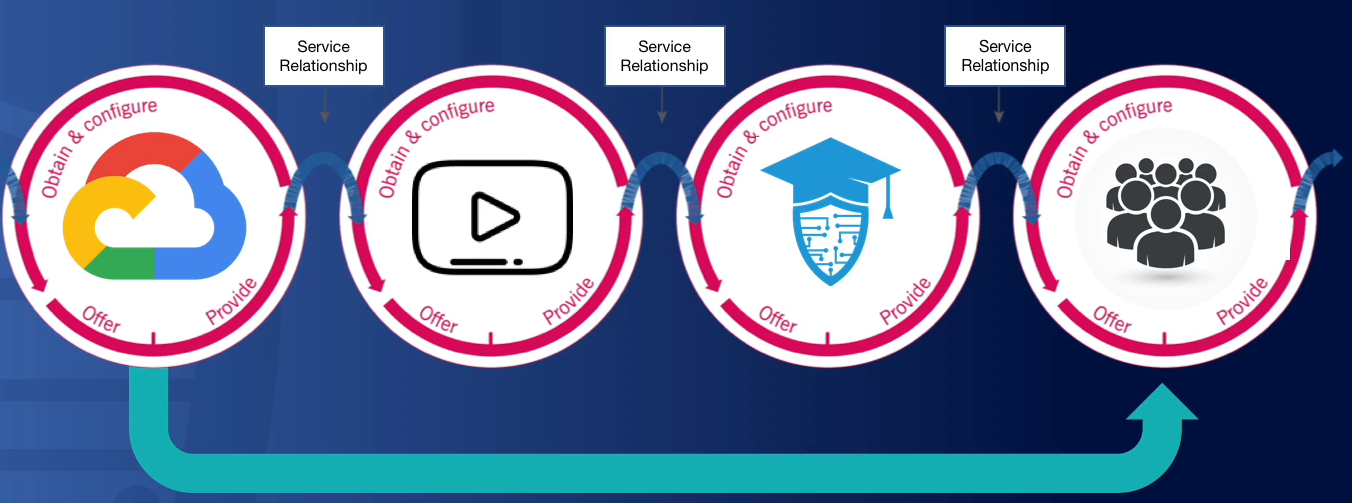 Service
Relationship
Service
Relationship
Service
Relationship
Obtain & configure
Offer
Provide
Obtain & configure
Offer
Provide
Obtain & configure
Offer
Provide
Obtain & configure
Offer
Provide